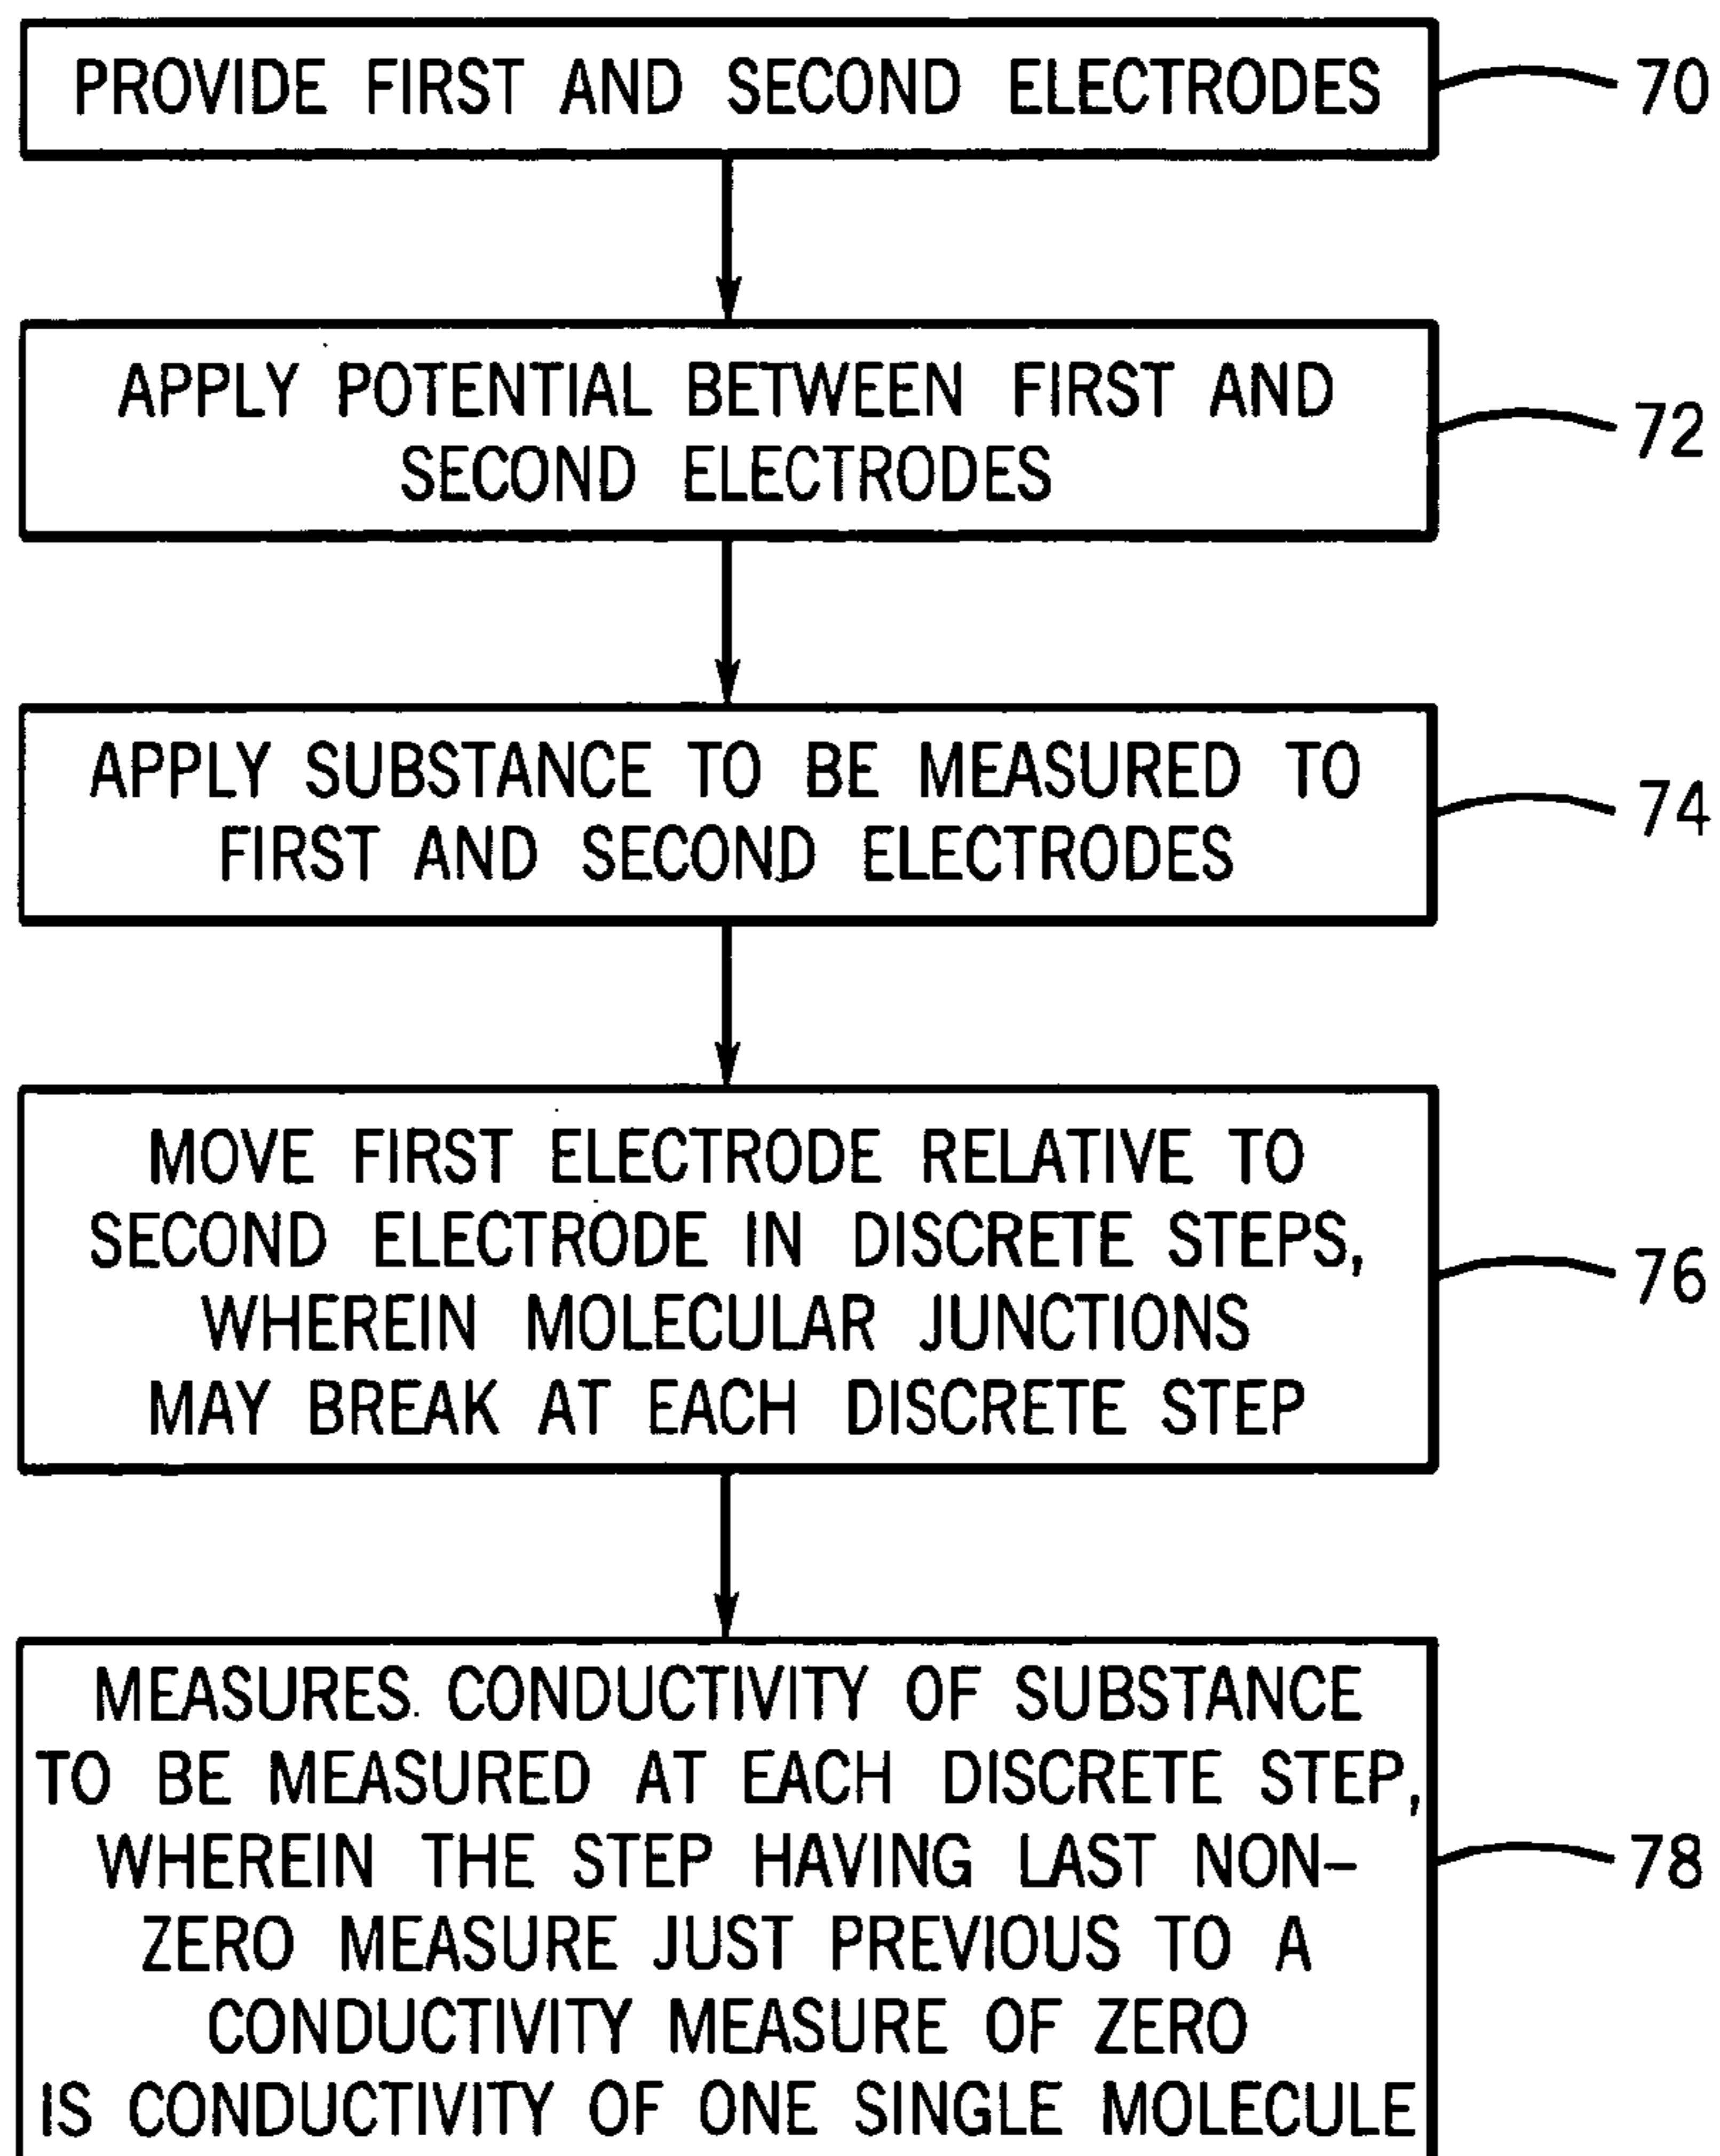 PROVIDE FIRST AND SECOND ELECTRODES
70
APPLY POTENTIAL BETWEEN FIRST AND
SECOND ELECTRODES
72
APPLY SUBSTANCE TO BE MEASURED TO
FIRST AND SECOND ELECTRODES
74
MOVE FIRST ELECTRODE RELATIVE TO
SECOND ELECTRODE IN DISCRETE STEPS,
WHEREIN MOLECULAR JUNCTIONS
MAY BREAK AT EACH DISCRETE STEP
76
MEASURES CONDUCTIVITY OF SUBSTANCE
TO BE MEASURED AT EACH DISCRETE STEP,
WHEREIN THE STEP HAVING LAST NON-
ZERO MEASURE JUST PREVIOUS TO A
CONDUCTIVITY MEASURE OF ZERO
IS CONDUCTIVITY OF ONE SINGLE MOLECULE
78